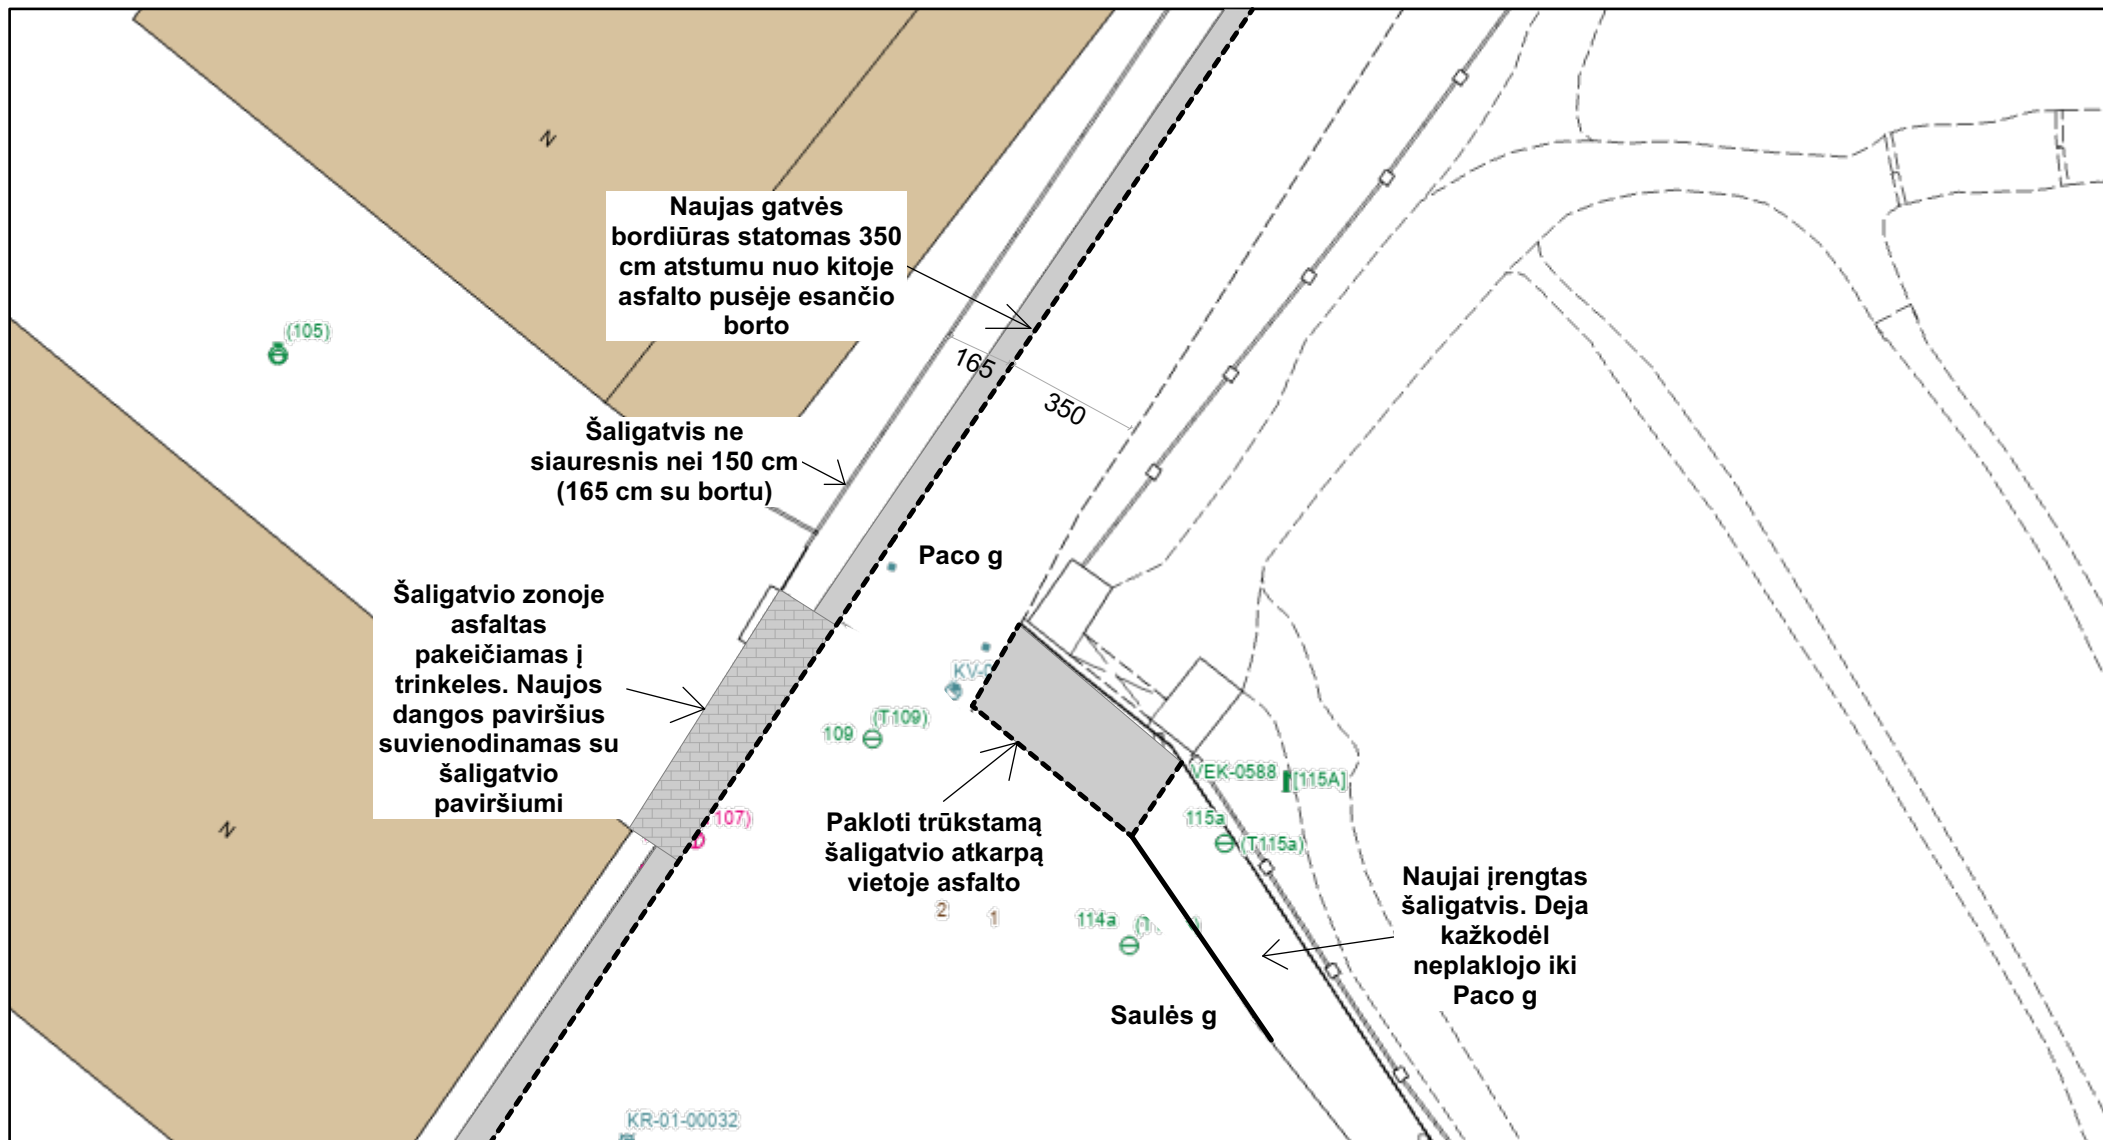 N
Naujas gatvės
bordiūras statomas 350
cm atstumu nuo kitoje
asfalto pusėje esančio
borto
(105)
165
350
Šaligatvis ne
siauresnis nei 150 cm
(165 cm su bortu)
Paco g
Šaligatvio zonoje
asfaltas
pakeičiamas į
trinkeles. Naujos
dangos paviršius
suvienodinamas su
šaligatvio
paviršiumi
109
(T109)
VEK-0588
[115A]
107)
N
Pakloti trūkstamą
šaligatvio atkarpą
vietoje asfalto
115a
(T115a)
2
1
114a
Naujai įrengtas
šaligatvis. Deja
kažkodėl
neplaklojo iki
Paco g
Saulės g
KR-01-00032